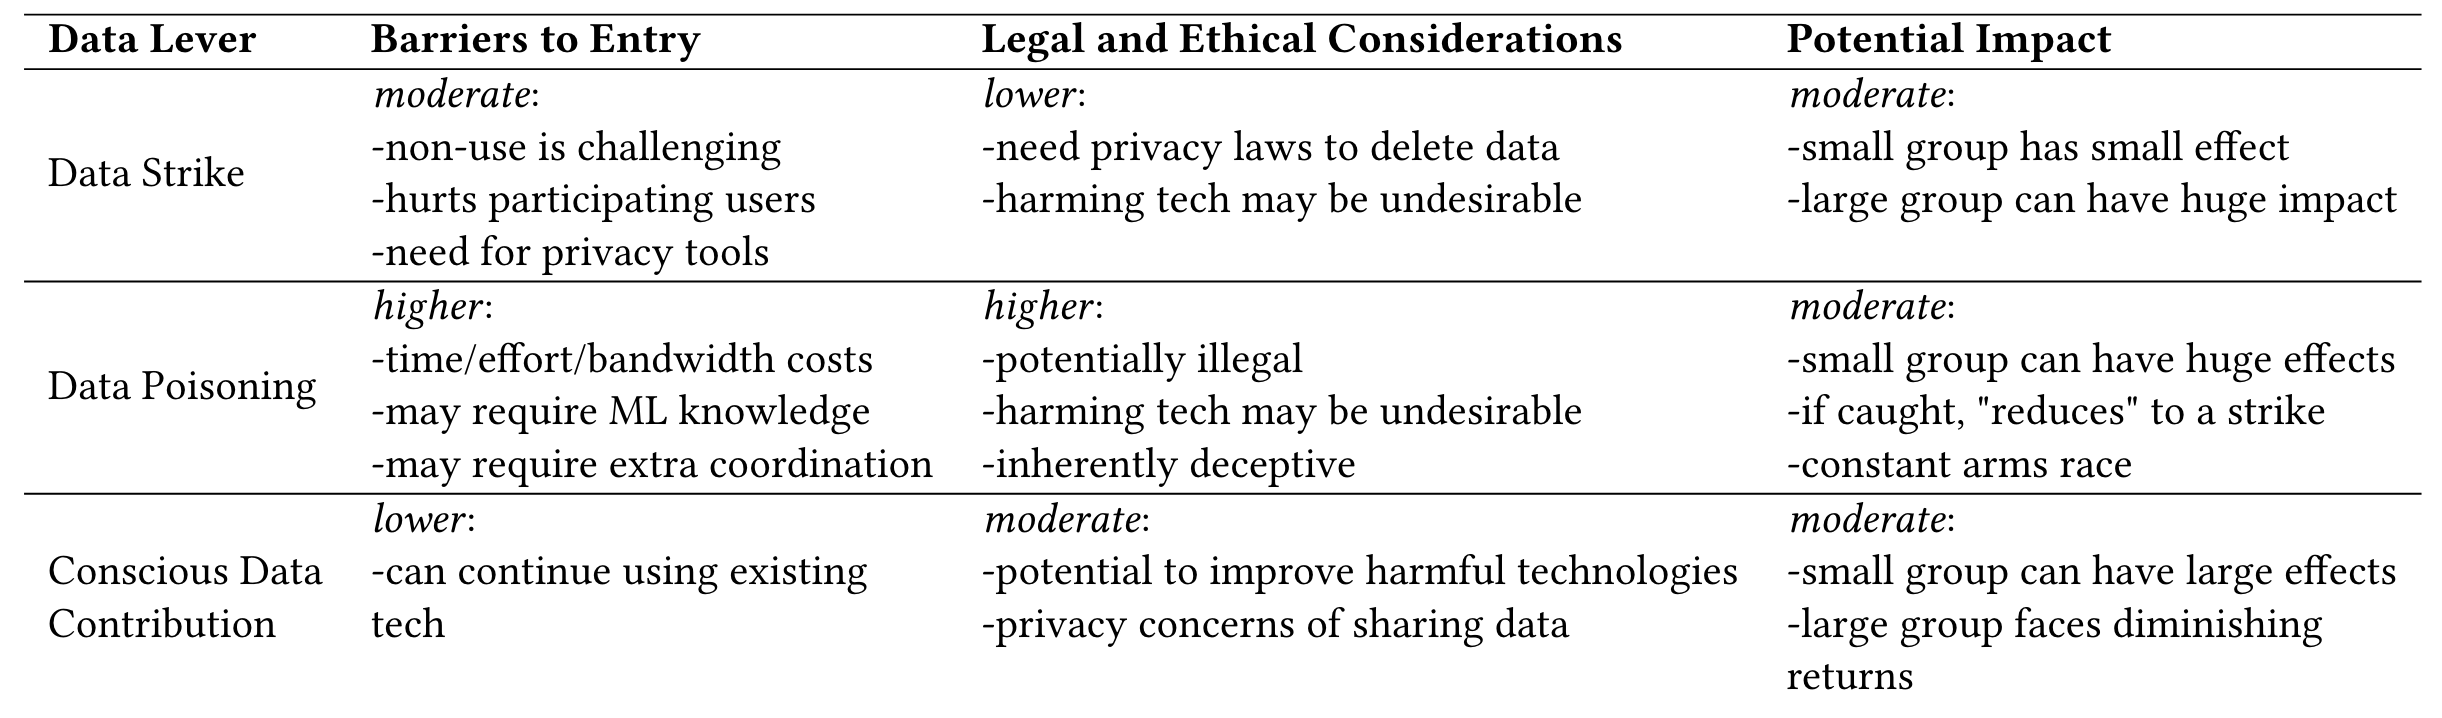 Data Lever Barriers to Entry Legal and Ethical Considerations Potential Impact
Data Strike
moderate:
-non-use is challenging
-hurts participating users
-need for privacy tools
lower:
-need privacy laws to delete data
-harming tech may be undesirable
moderate:
-small group has small effect
-large group can have huge impact
Data Poisoning
higher:
-time/effort/bandwidth costs
-may require ML knowledge
-may require extra coordination
higher:
-potentially illegal
-harming tech may be undesirable
-inherently deceptive
moderate:
-small group can have huge effects
-if caught, "reduces" to a strike
-constant arms race
Conscious Data
Contribution
lower:
-can continue using existing
tech
moderate:
-potential to improve harmful technologies
-privacy concerns of sharing data
moderate:
-small group can have large effects
-large group faces diminishing
returns